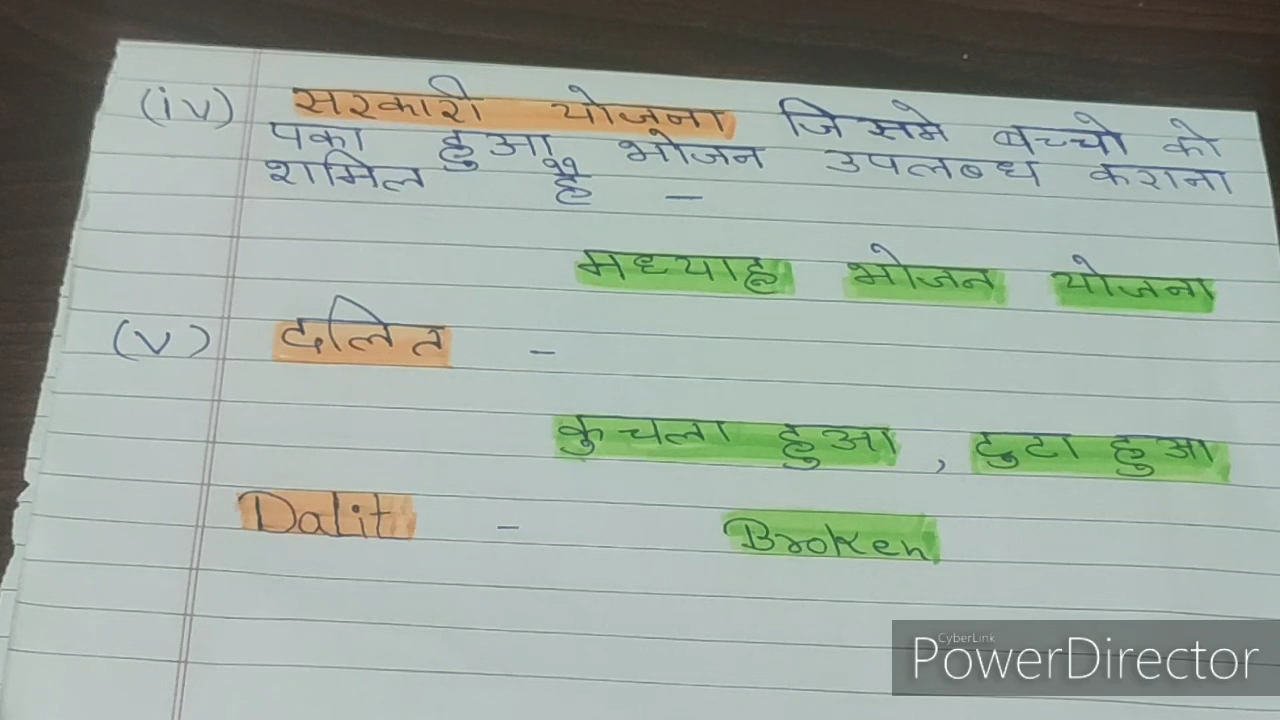 (iv) सरकारी योजना जिसमे बच्चो को
पका हुआ भोजन उपलब्ध कराना
शामिल है –
मध्याह्न भोजन योजना
(v) दलित –
कुचला हुआ , टुटा हुआ
Dalit – Broken
CyberLink
PowerDirector